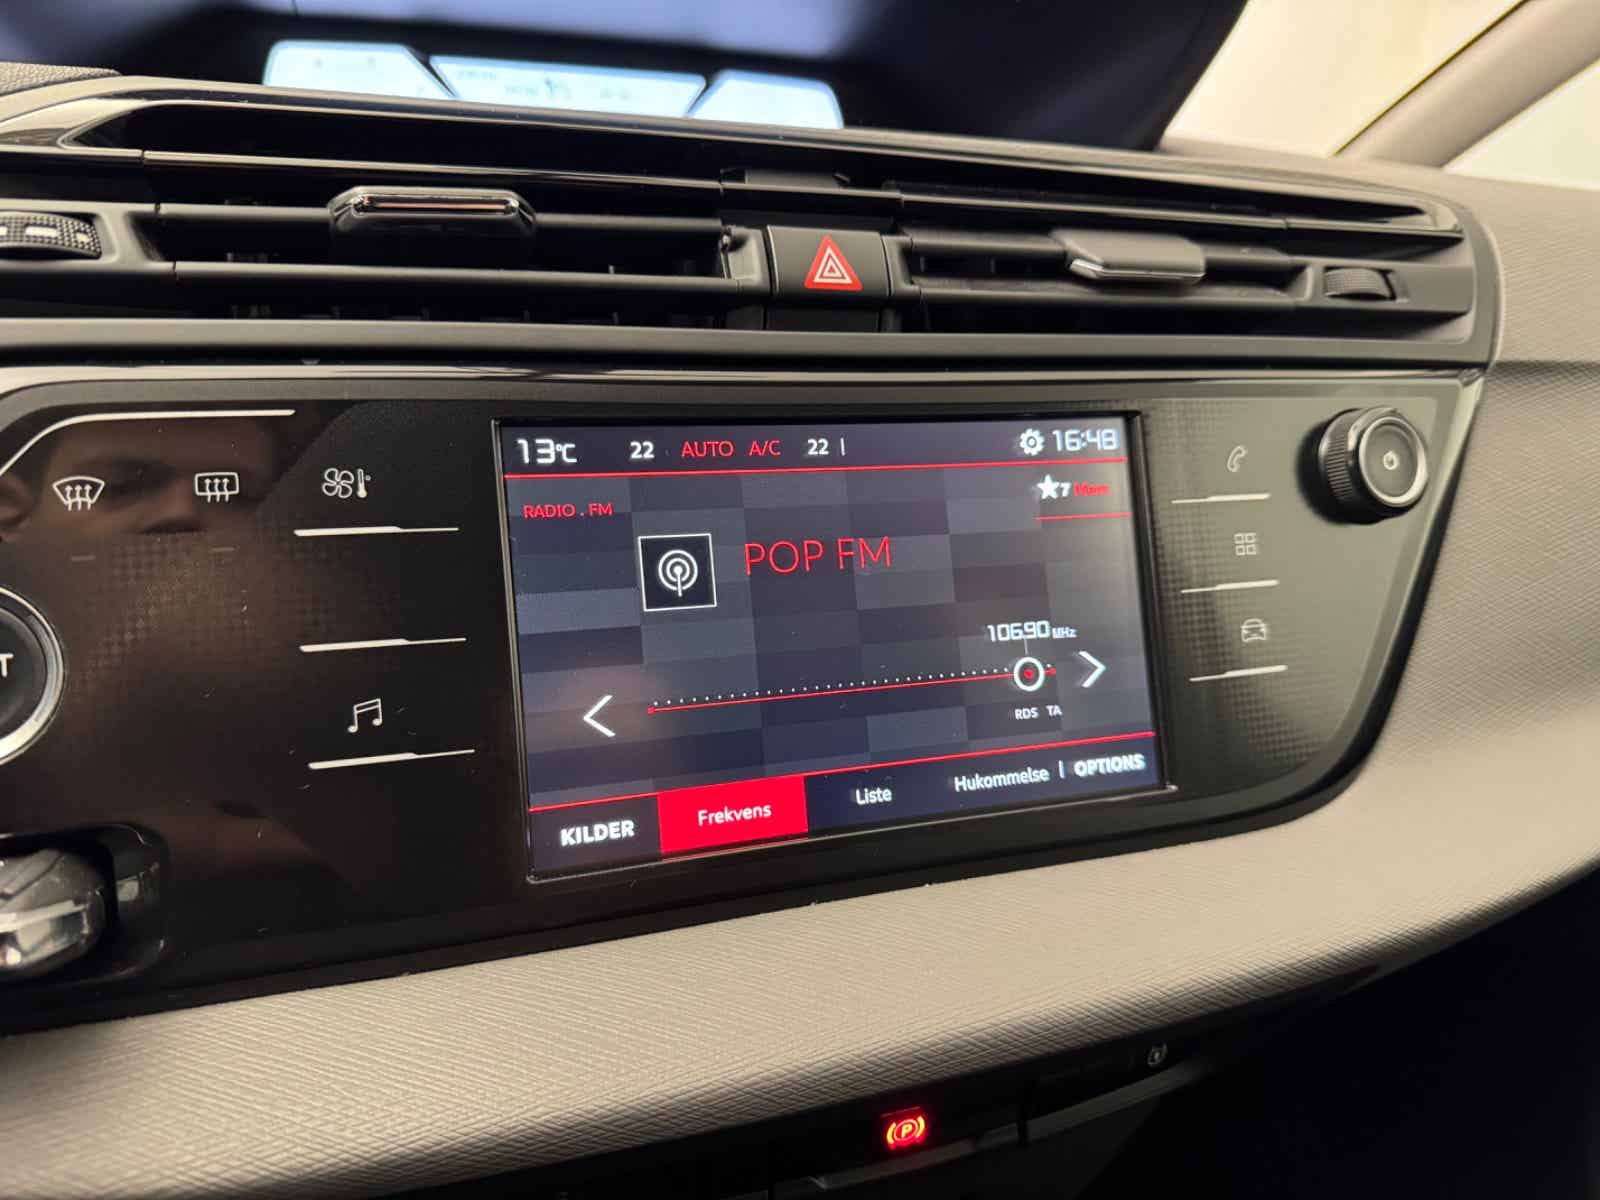 13°C 22 AUTO A/C 22 16:48
RADIO . FM
7
POP FM
106.90 MHz
RDS TA
KILDER Frekvens Liste Hukommelse | OPTIONS
T
P